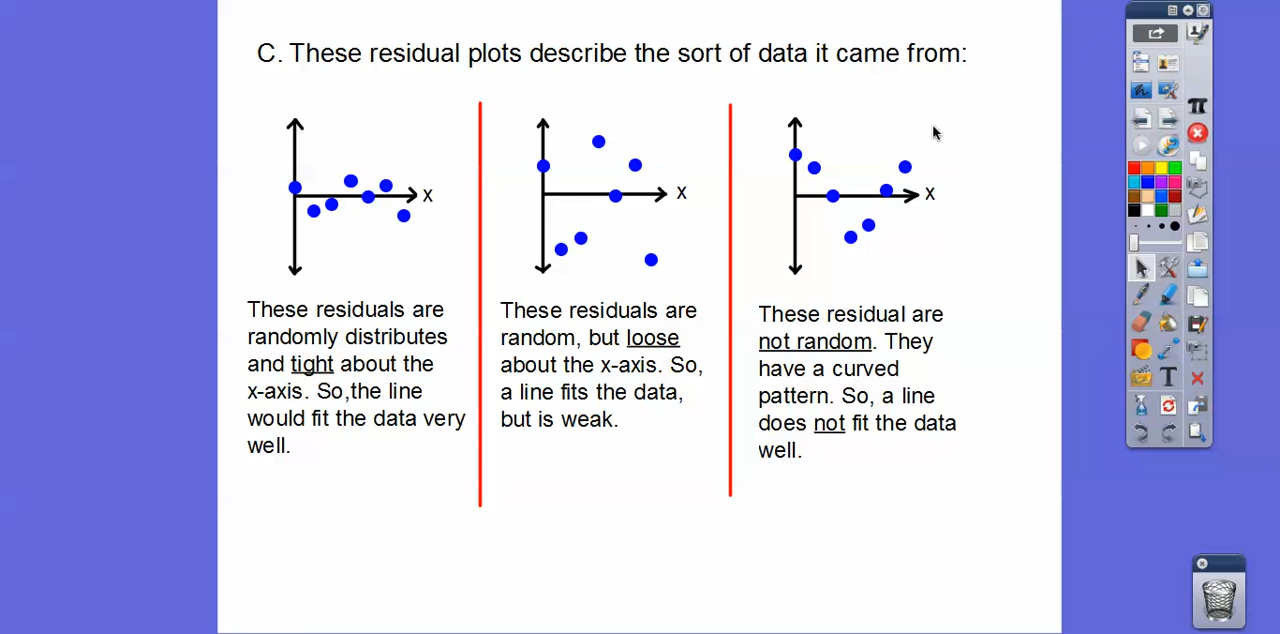 C. These residual plots describe the sort of data it came from:
X
These residuals are
randomly distributes
and tight about the
x-axis. So,the line
would fit the data very
well.
X
These residuals are
random, but loose
about the x-axis. So,
a line fits the data,
but is weak.
X
These residual are
not random. They
have a curved
pattern. So, a line
does not fit the data
well.